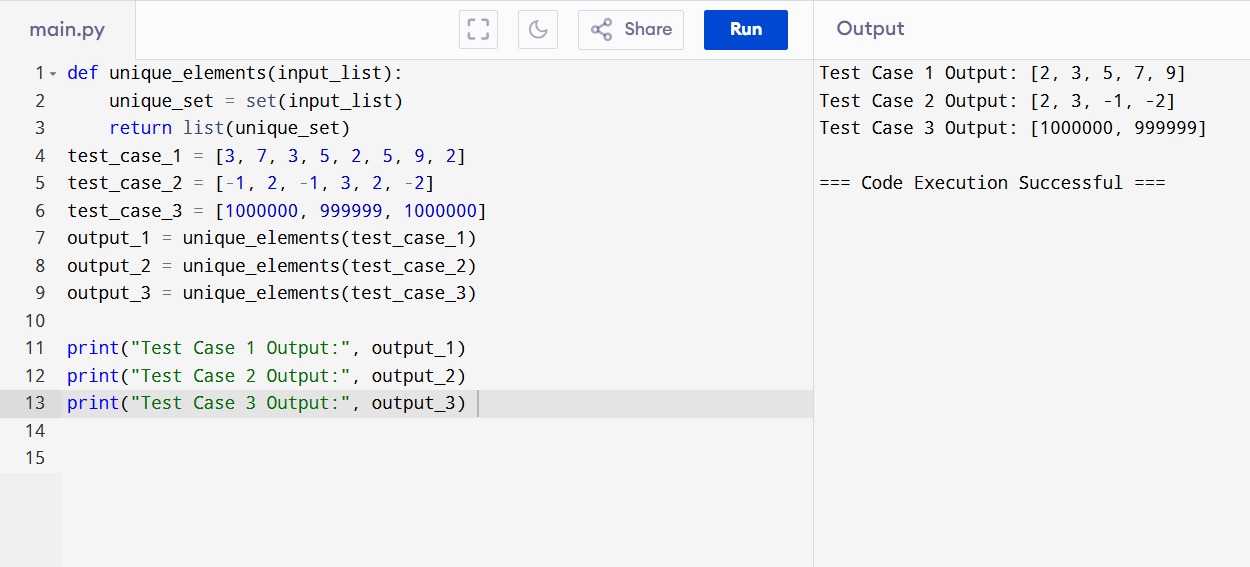 main.py
Share
Run
Output
1 def unique_elements(input_list):
2     unique_set = set(input_list)
3     return list(unique_set)
4 test_case_1 = [3, 7, 3, 5, 2, 5, 9, 2]
5 test_case_2 = [-1, 2, -1, 3, 2, -2]
6 test_case_3 = [1000000, 999999, 1000000]
7 output_1 = unique_elements(test_case_1)
8 output_2 = unique_elements(test_case_2)
9 output_3 = unique_elements(test_case_3)
10
11 print("Test Case 1 Output:", output_1)
12 print("Test Case 2 Output:", output_2)
13 print("Test Case 3 Output:", output_3)
14
15
Test Case 1 Output: [2, 3, 5, 7, 9]
Test Case 2 Output: [2, 3, -1, -2]
Test Case 3 Output: [1000000, 999999]
=== Code Execution Successful ===